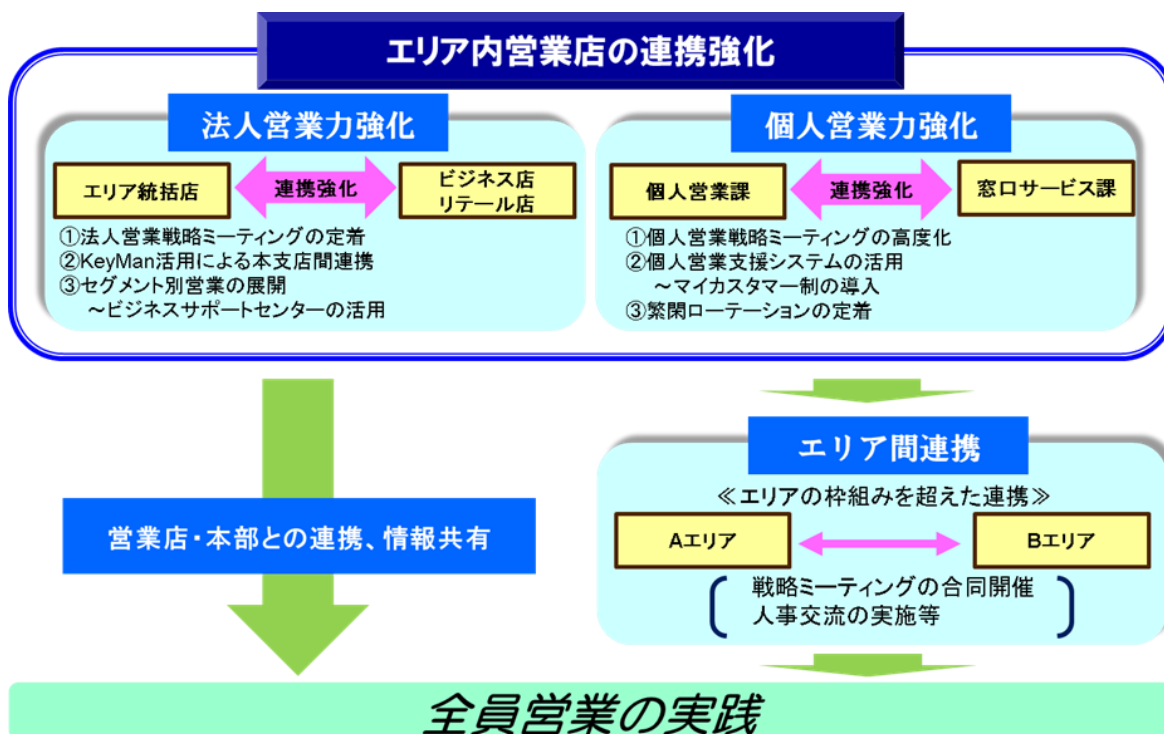 エリア内営業店の連携強化
法人営業力強化
エリア統括店
連携強化
ビジネス店
リテール店
①法人営業戦略ミーティングの定着
②KeyMan活用による本支店間連携
③セグメント別営業の展開
～ビジネスサポートセンターの活用
個人営業力強化
個人営業課
連携強化
窓口サービス課
①個人営業戦略ミーティングの高度化
②個人営業支援システムの活用
～マイカスタマー制の導入
③繁閑ローテーションの定着
営業店・本部との連携、情報共有
エリア間連携
≪エリアの枠組みを超えた連携≫
Aエリア
Bエリア
戦略ミーティングの合同開催
人事交流の実施等
全員営業の実践